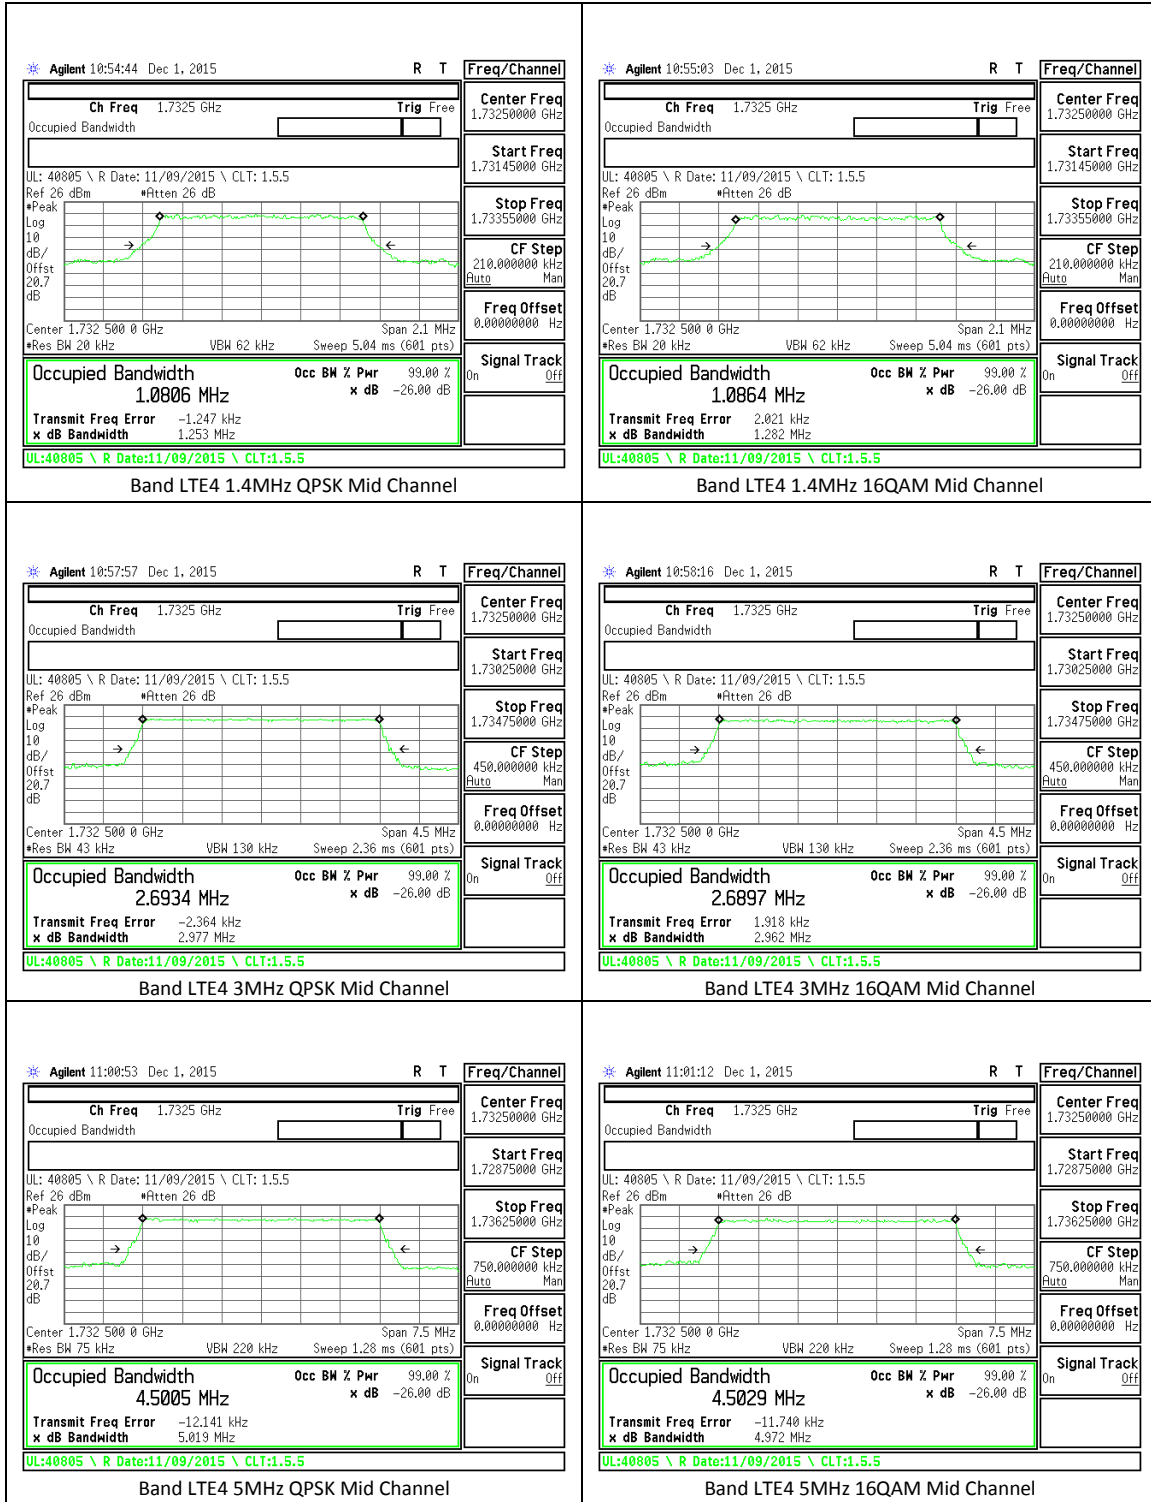 Agilent 10:54:44 Dec 1, 2015 R T Freq/Channel
Ch Freq 1.7325 GHz Trig Free
Occupied Bandwidth
Center Freq
1.73250000 GHz
Start Freq
1.73145000 GHz
Stop Freq
1.73355000 GHz
CF Step
210.000000 kHz
Auto Man
Freq Offset
0.00000000 Hz
Signal Track
On Off
UL: 40805 \ R Date: 11/09/2015 \ CLT: 1.5.5
Ref 26 dBm #Atten 26 dB
#Peak
Log
10
dB/
Offst
20.7
dB
Center 1.732 500 0 GHz Span 2.1 MHz
#Res BW 20 kHz VBW 62 kHz Sweep 5.04 ms (601 pts)
Occupied Bandwidth Occ BW % Pwr 99.00 %
1.0806 MHz x dB -26.00 dB
Transmit Freq Error -1.247 kHz
x dB Bandwidth 1.253 MHz
UL:40805 \ R Date:11/09/2015 \ CLT:1.5.5
Band LTE4 1.4MHz QPSK Mid Channel
Agilent 10:55:03 Dec 1, 2015 R T Freq/Channel
Ch Freq 1.7325 GHz Trig Free
Occupied Bandwidth
Center Freq
1.73250000 GHz
Start Freq
1.73145000 GHz
Stop Freq
1.73355000 GHz
CF Step
210.000000 kHz
Auto Man
Freq Offset
0.00000000 Hz
Signal Track
On Off
UL: 40805 \ R Date: 11/09/2015 \ CLT: 1.5.5
Ref 26 dBm #Atten 26 dB
#Peak
Log
10
dB/
Offst
20.7
dB
Center 1.732 500 0 GHz Span 2.1 MHz
#Res BW 20 kHz VBW 62 kHz Sweep 5.04 ms (601 pts)
Occupied Bandwidth Occ BW % Pwr 99.00 %
1.0864 MHz x dB -26.00 dB
Transmit Freq Error 2.021 kHz
x dB Bandwidth 1.282 MHz
UL:40805 \ R Date:11/09/2015 \ CLT:1.5.5
Band LTE4 1.4MHz 16QAM Mid Channel
Agilent 10:57:57 Dec 1, 2015 R T Freq/Channel
Ch Freq 1.7325 GHz Trig Free
Occupied Bandwidth
Center Freq
1.73250000 GHz
Start Freq
1.73025000 GHz
Stop Freq
1.73475000 GHz
CF Step
450.000000 kHz
Auto Man
Freq Offset
0.00000000 Hz
Signal Track
On Off
UL: 40805 \ R Date: 11/09/2015 \ CLT: 1.5.5
Ref 26 dBm #Atten 26 dB
#Peak
Log
10
dB/
Offst
20.7
dB
Center 1.732 500 0 GHz Span 4.5 MHz
#Res BW 43 kHz VBW 130 kHz Sweep 2.36 ms (601 pts)
Occupied Bandwidth Occ BW % Pwr 99.00 %
2.6934 MHz x dB -26.00 dB
Transmit Freq Error -2.364 kHz
x dB Bandwidth 2.977 MHz
UL:40805 \ R Date:11/09/2015 \ CLT:1.5.5
Band LTE4 3MHz QPSK Mid Channel
Agilent 10:58:16 Dec 1, 2015 R T Freq/Channel
Ch Freq 1.7325 GHz Trig Free
Occupied Bandwidth
Center Freq
1.73250000 GHz
Start Freq
1.73025000 GHz
Stop Freq
1.73475000 GHz
CF Step
450.000000 kHz
Auto Man
Freq Offset
0.00000000 Hz
Signal Track
On Off
UL: 40805 \ R Date: 11/09/2015 \ CLT: 1.5.5
Ref 26 dBm #Atten 26 dB
#Peak
Log
10
dB/
Offst
20.7
dB
Center 1.732 500 0 GHz Span 4.5 MHz
#Res BW 43 kHz VBW 130 kHz Sweep 2.36 ms (601 pts)
Occupied Bandwidth Occ BW % Pwr 99.00 %
2.6897 MHz x dB -26.00 dB
Transmit Freq Error 1.918 kHz
x dB Bandwidth 2.962 MHz
UL:40805 \ R Date:11/09/2015 \ CLT:1.5.5
Band LTE4 3MHz 16QAM Mid Channel
Agilent 11:00:53 Dec 1, 2015 R T Freq/Channel
Ch Freq 1.7325 GHz Trig Free
Occupied Bandwidth
Center Freq
1.73250000 GHz
Start Freq
1.72875000 GHz
Stop Freq
1.73625000 GHz
CF Step
750.000000 kHz
Auto Man
Freq Offset
0.00000000 Hz
Signal Track
On Off
UL: 40805 \ R Date: 11/09/2015 \ CLT: 1.5.5
Ref 26 dBm #Atten 26 dB
#Peak
Log
10
dB/
Offst
20.7
dB
Center 1.732 500 0 GHz Span 7.5 MHz
#Res BW 75 kHz VBW 220 kHz Sweep 1.28 ms (601 pts)
Occupied Bandwidth Occ BW % Pwr 99.00 %
4.5005 MHz x dB -26.00 dB
Transmit Freq Error -12.141 kHz
x dB Bandwidth 5.019 MHz
UL:40805 \ R Date:11/09/2015 \ CLT:1.5.5
Band LTE4 5MHz QPSK Mid Channel
Agilent 11:01:12 Dec 1, 2015 R T Freq/Channel
Ch Freq 1.7325 GHz Trig Free
Occupied Bandwidth
Center Freq
1.73250000 GHz
Start Freq
1.72875000 GHz
Stop Freq
1.73625000 GHz
CF Step
750.000000 kHz
Auto Man
Freq Offset
0.00000000 Hz
Signal Track
On Off
UL: 40805 \ R Date: 11/09/2015 \ CLT: 1.5.5
Ref 26 dBm #Atten 26 dB
#Peak
Log
10
dB/
Offst
20.7
dB
Center 1.732 500 0 GHz Span 7.5 MHz
#Res BW 75 kHz VBW 220 kHz Sweep 1.28 ms (601 pts)
Occupied Bandwidth Occ BW % Pwr 99.00 %
4.5029 MHz x dB -26.00 dB
Transmit Freq Error -11.740 kHz
x dB Bandwidth 4.972 MHz
UL:40805 \ R Date:11/09/2015 \ CLT:1.5.5
Band LTE4 5MHz 16QAM Mid Channel